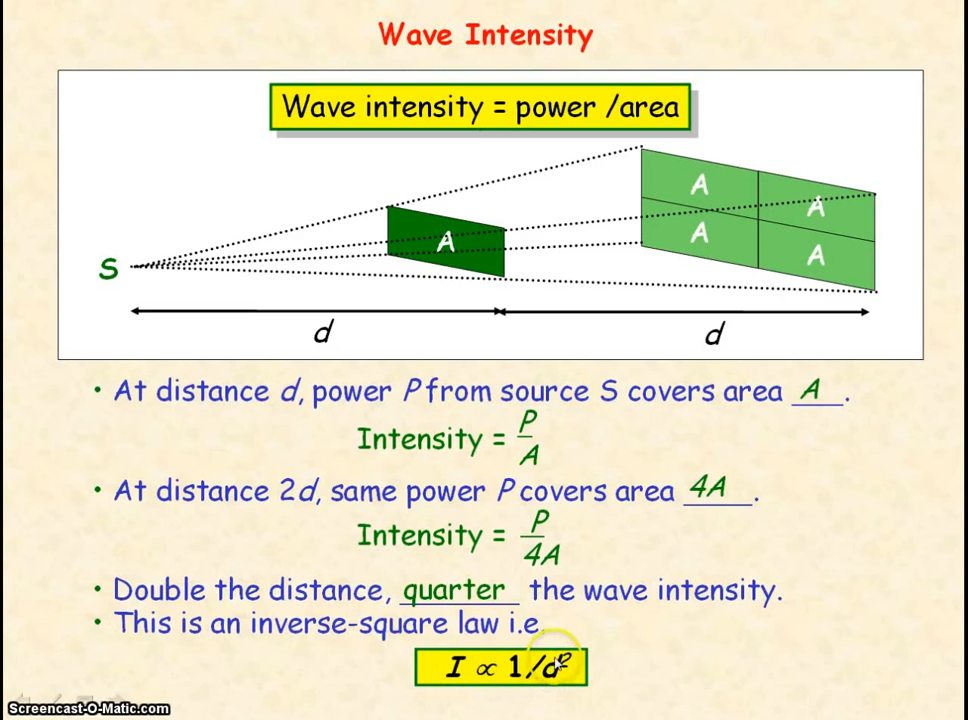 Wave Intensity
Wave intensity = power /area
A
A
A
A
A
S
d
d
• At distance d, power P from source S covers area A.
Intensity = P/A
• At distance 2d, same power P covers area 4A.
Intensity = P/4A
• Double the distance, quarter the wave intensity.
• This is an inverse-square law i.e.
I ∝ 1/d²
Screencast-O-Matic.com